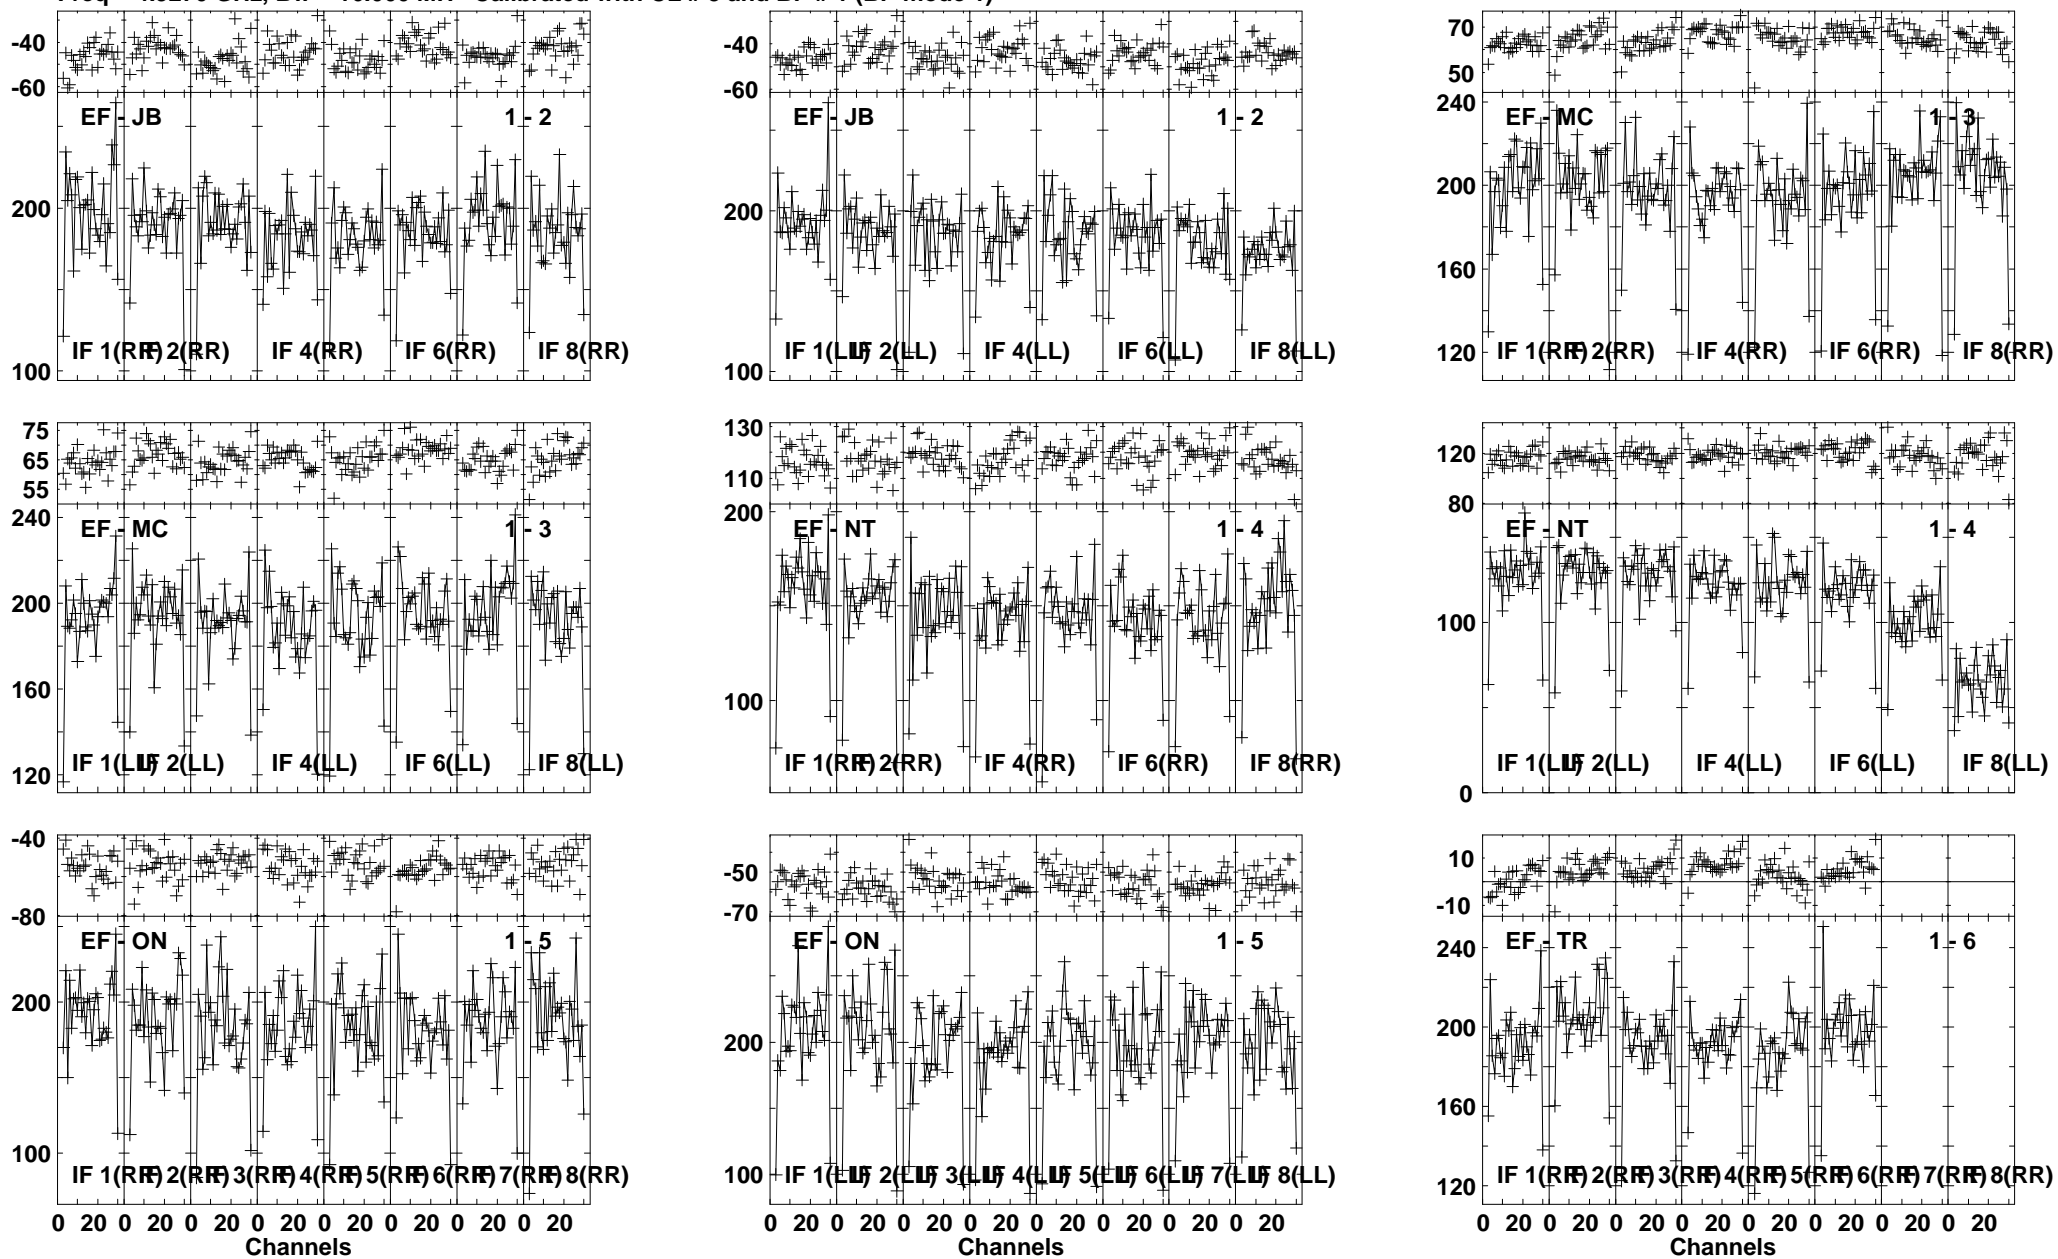 Freq GHz, Bw MH Calibrated with CL # and BP # 1 (BP mode 1)
-40
-60
EF - JB 1 - 2
200
IF 1(RR) IF 2(RR) IF 4(RR) IF 6(RR) IF 8(RR)
100
-40
-60
EF - JB 1 - 2
200
IF 1(LL) IF 2(LL) IF 4(LL) IF 6(LL) IF 8(LL)
100
70
50
240
EF - MC 1 - 3
200
160
120
IF 1(RR) IF 2(RR) IF 4(RR) IF 6(RR) IF 8(RR)
75
65
55
240
EF - MC 1 - 3
200
160
IF 1(LL) IF 2(LL) IF 4(LL) IF 6(LL) IF 8(LL)
120
130
110
200
EF - NT 1 - 4
100
IF 1(RR) IF 2(RR) IF 4(RR) IF 6(RR) IF 8(RR)
120
80
EF - NT 1 - 4
100
IF 1(LL) IF 2(LL) IF 4(LL) IF 6(LL) IF 8(LL)
0
-40
-80
EF - ON 1 - 5
200
100
IF 1(RR) IF 2(RR) IF 3(RR) IF 4(RR) IF 5(RR) IF 6(RR) IF 7(RR) IF 8(RR)
0 20 0 20 0 20 0 20 0 20 0 20 0 20 0 20
Channels
-50
-70
EF - ON 1 - 5
200
100
IF 1(LL) IF 2(LL) IF 3(LL) IF 4(LL) IF 5(LL) IF 6(LL) IF 7(LL) IF 8(LL)
0 20 0 20 0 20 0 20 0 20 0 20 0 20 0 20
Channels
10
-10
240
EF - TR 1 - 6
200
160
120
IF 1(RR) IF 2(RR) IF 3(RR) IF 4(RR) IF 5(RR) IF 6(RR) IF 7(RR) IF 8(RR)
0 20 0 20 0 20 0 20 0 20 0 20 0 20 0 20
Channels